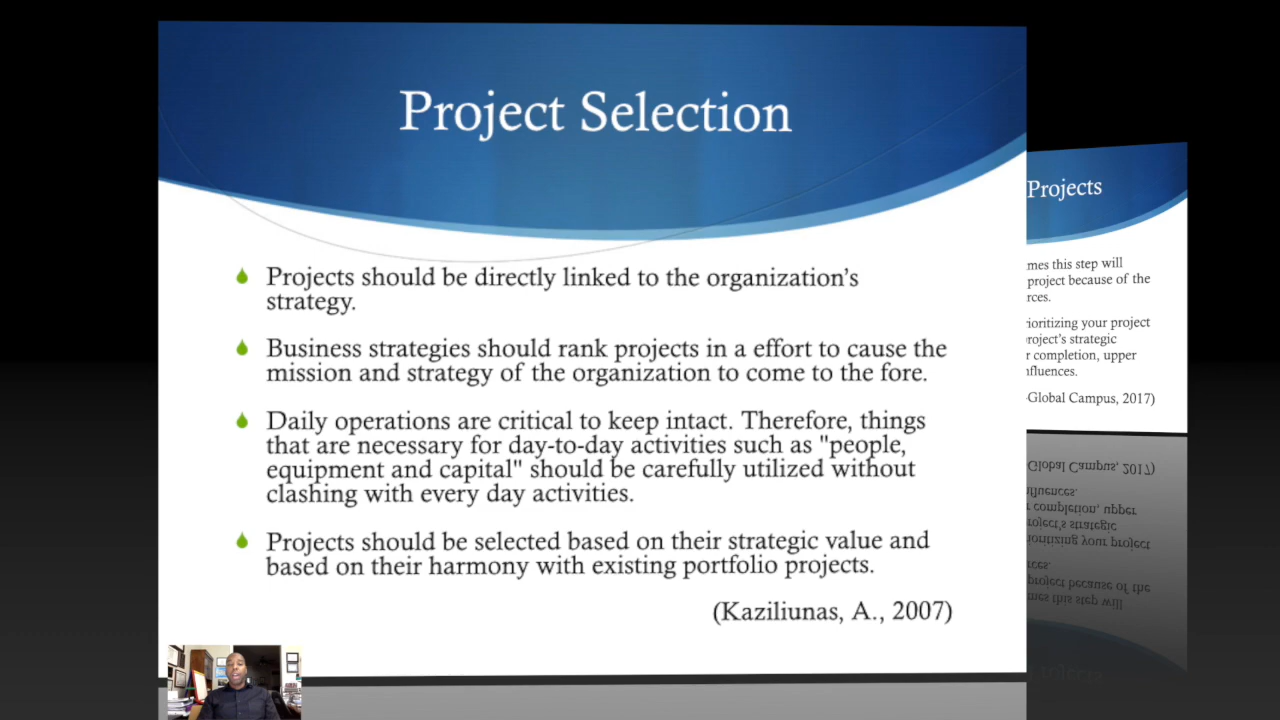 Project Selection
Projects should be directly linked to the organization's
strategy.
Business strategies should rank projects in a effort to cause the
mission and strategy of the organization to come to the fore.
Daily operations are critical to keep intact. Therefore, things
that are necessary for day-to-day activities such as "people,
equipment and capital" should be carefully utilized without
clashing with every day activities.
Projects should be selected based on their strategic value and
based on their harmony with existing portfolio projects.
(Kaziliunas, A., 2007)
Projects
this step will
project because of the
your project
strategic
completion, upper
Global Campus, 2017)